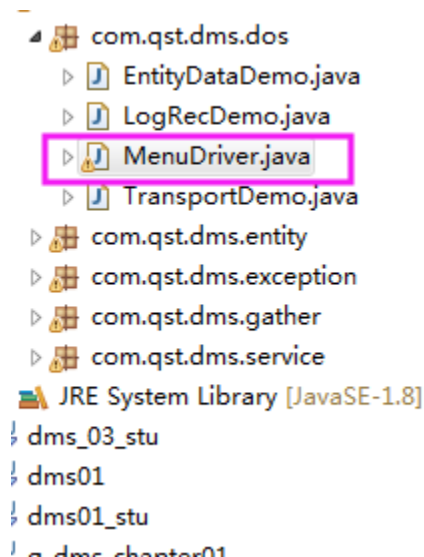 com.qst.dms.dos
EntityDataDemo.java
LogRecDemo.java
MenuDriver.java
TransportDemo.java
com.qst.dms.entity
com.qst.dms.exception
com.qst.dms.gather
com.qst.dms.service
JRE System Library [JavaSE-1.8]
dms_03_stu
dms01
dms01_stu
q_dms_chapter01